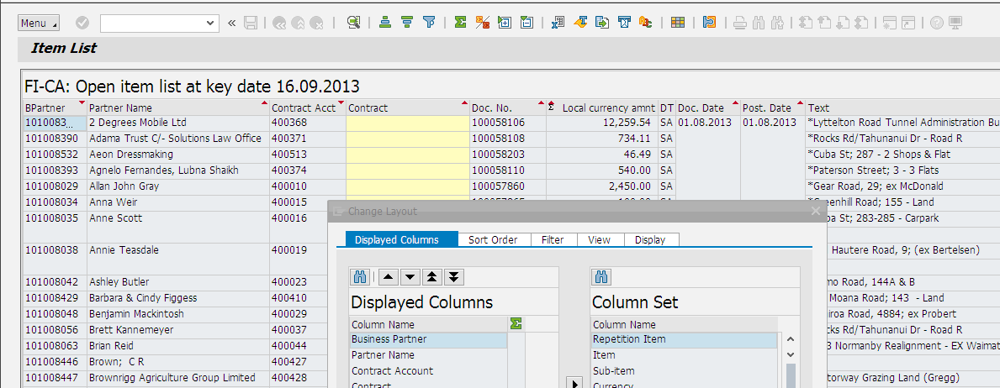 Menu
Item List
FI-CA: Open item list at key date 16.09.2013
BPartner Partner Name Contract Acct Contract Doc. No. Σ Local currency amnt DT Doc. Date Post. Date Text
1010083... 2 Degrees Mobile Ltd 400368 100058106 12,259.54 SA 01.08.2013 01.08.2013 *Lyttelton Road Tunnel Administration Bu
101008390 Adama Trust C/- Solutions Law Office 400371 100058108 734.11 SA *Rocks Rd/Tahunanui Dr - Road R
101008532 Aeon Dressmaking 400513 100058203 46.49 SA *Cuba St; 287 - 2 Shops & Flat
101008393 Agnelo Fernandes, Lubna Shaikh 400374 100058110 540.00 SA *Paterson Street; 3 - 3 Flats
101008029 Allan John Gray 400010 100057860 2,450.00 SA *Gear Road, 29; ex McDonald
101008034 Anna Weir 400015 enhill Road; 155 - Land
101008035 Anne Scott 400016 ba St; 283-285 - Carpark
101008038 Annie Teasdale 400019 Hautere Road, 9; (ex Bertelsen)
101008042 Ashley Butler 400023 mo Road, 144A & B
101008429 Barbara & Cindy Figgess 400410 Moana Road; 143 - Land
101008048 Benjamin Mackintosh 400029 iroa Road, 4884; ex Probert
101008056 Brett Kannemeyer 400037 cks Rd/Tahunanui Dr - Road R
101008063 Brian Reid 400044 3 Normanby Realignment - EX Waimat
101008446 Brown; C R 400427
101008447 Brownrigg Agriculture Group Limited 400428 torway Grazing Land (Gregg)
Change Layout
Displayed Columns Sort Order Filter View Display
Displayed Columns Column Set
Column Name Σ Column Name
Business Partner Repetition Item
Partner Name Item
Contract Account Sub-item
Contract Currency